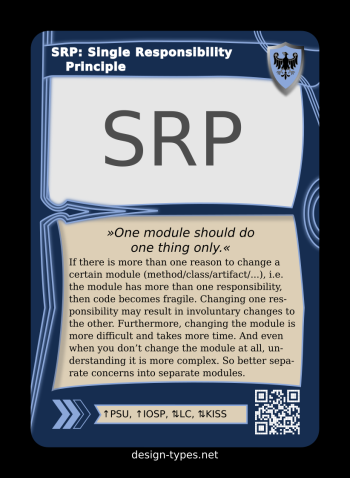 SRP: Single Responsibility
Principle
SRP
»One module should do
one thing only.«
If there is more than one reason to change a
certain module (method/class/artifact/...), i.e.
the module has more than one responsibility,
then code becomes fragile. Changing one res-
ponsibility may result in involuntary changes to
the other. Furthermore, changing the module is
more difficult and takes more time. And even
when you don't change the module at all, un-
derstanding it is more complex. So better sepa-
rate concerns into separate modules.
↑PSU, ↑IOSP, ⇅LC, ⇅KISS
design-types.net